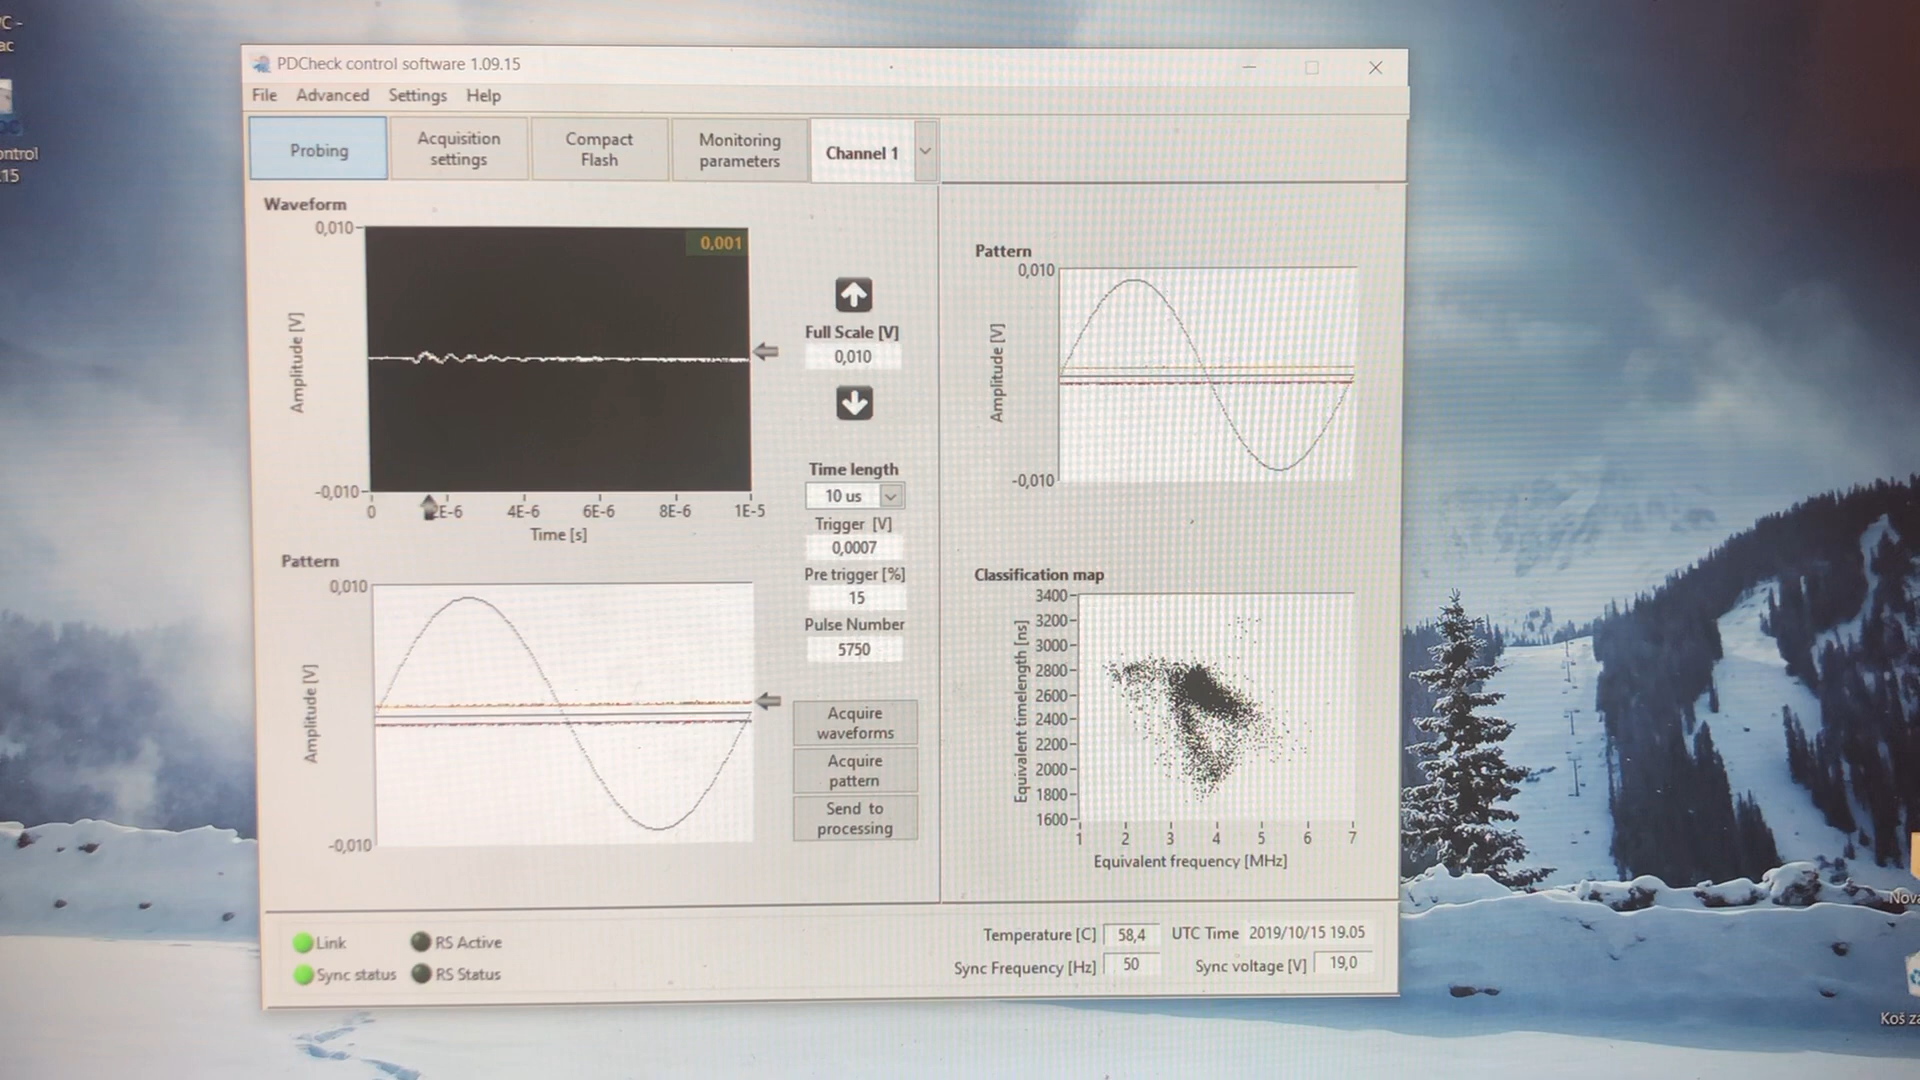 PDCheck control software 1.09.15
File Advanced Settings Help
Probing
Acquisition
settings
Compact
Flash
Monitoring
parameters
Channel 1
Waveform
0,010
0,001
Amplitude [V]
-0,010
0
2E-6
4E-6
6E-6
8E-6
1E-5
Time [s]
Full Scale [V]
0,010
Time length
10 us
Trigger [V]
0,0007
Pre trigger [%]
15
Pulse Number
5750
Acquire
waveforms
Acquire
pattern
Send to
processing
Pattern
0,010
Amplitude [V]
-0,010
Pattern
0,010
Amplitude [V]
-0,010
Classification map
3400
3200
3000
2800
2600
2400
2200
2000
1800
1600
Equivalent timelength [ns]
1 2 3 4 5 6 7
Equivalent frequency [MHz]
Link
RS Active
Sync status
RS Status
Temperature [C] 58,4
UTC Time 2019/10/15 19.05
Sync Frequency [Hz] 50
Sync voltage [V] 19,0
Koš